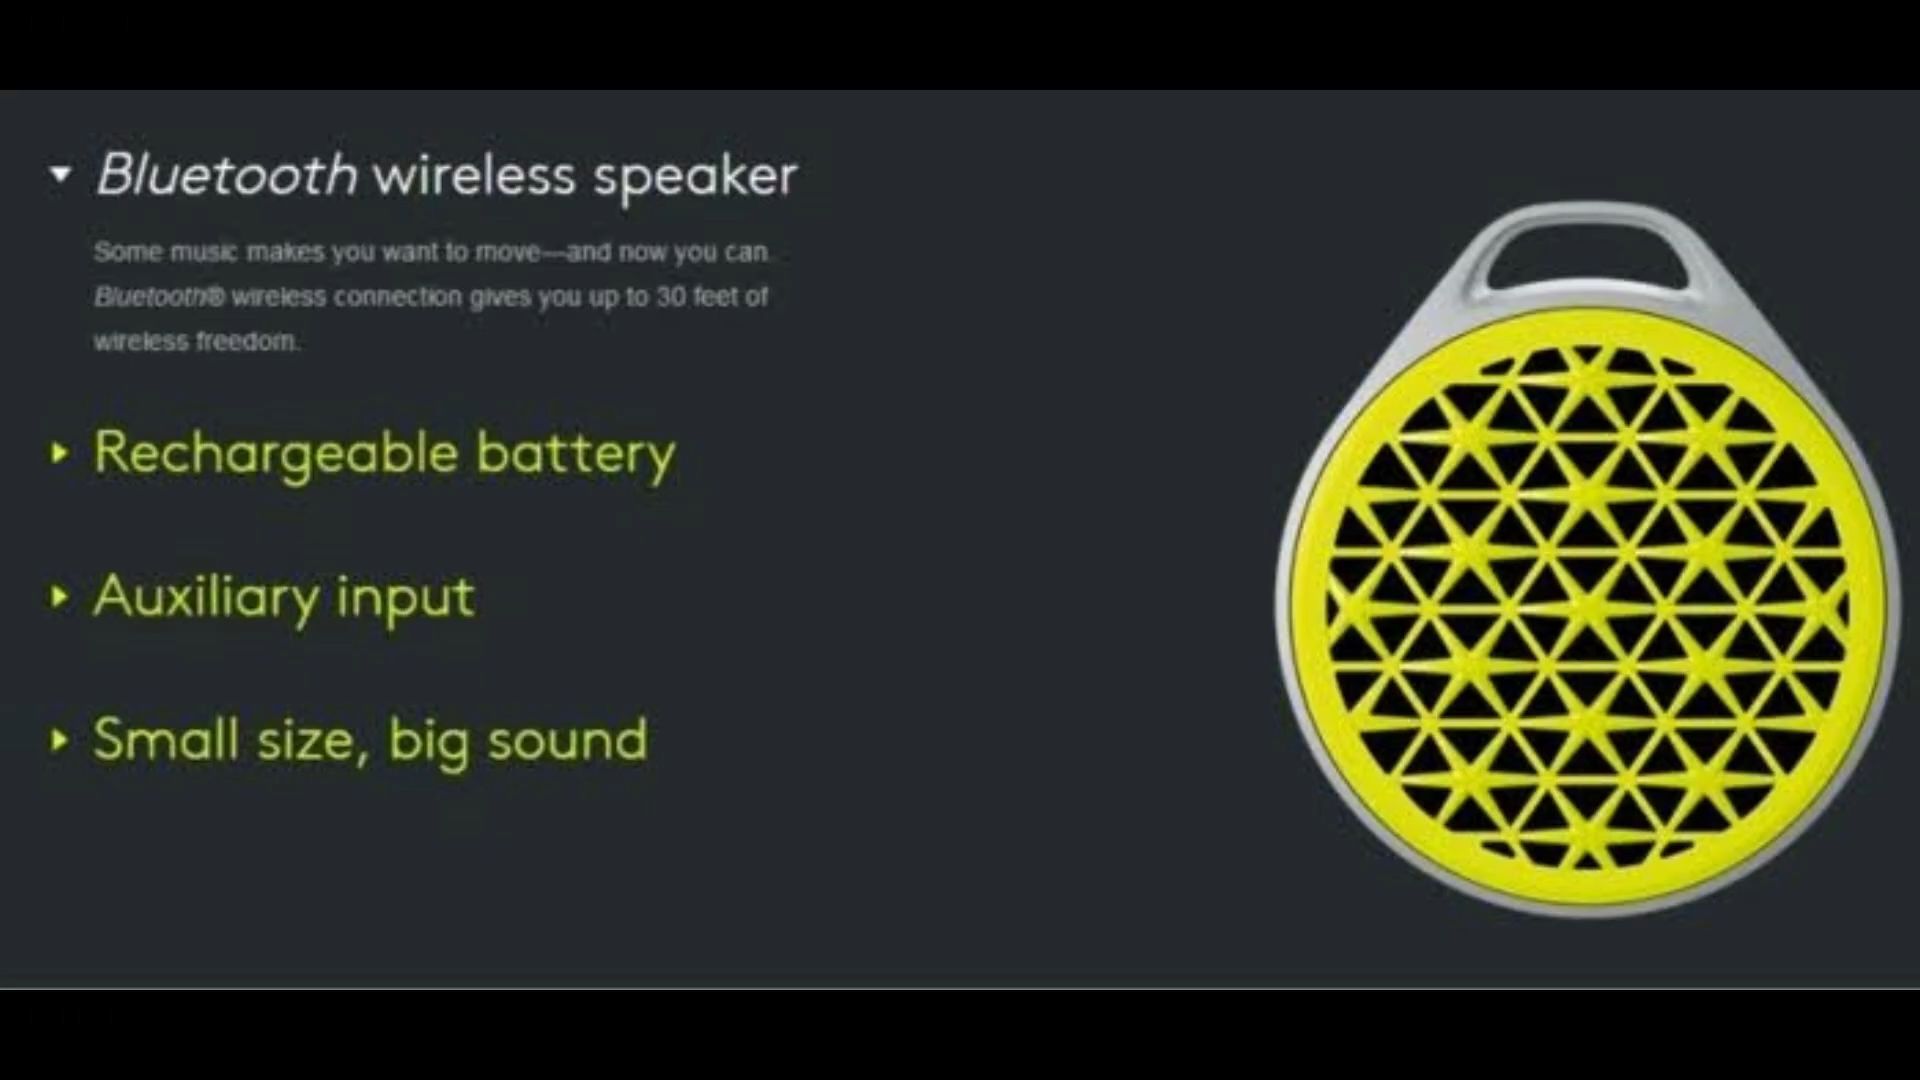 Bluetooth wireless speaker
Some music makes you want to move—and now you can.
Bluetooth® wireless connection gives you up to 30 feet of
wireless freedom.
Rechargeable battery
Auxiliary input
Small size, big sound